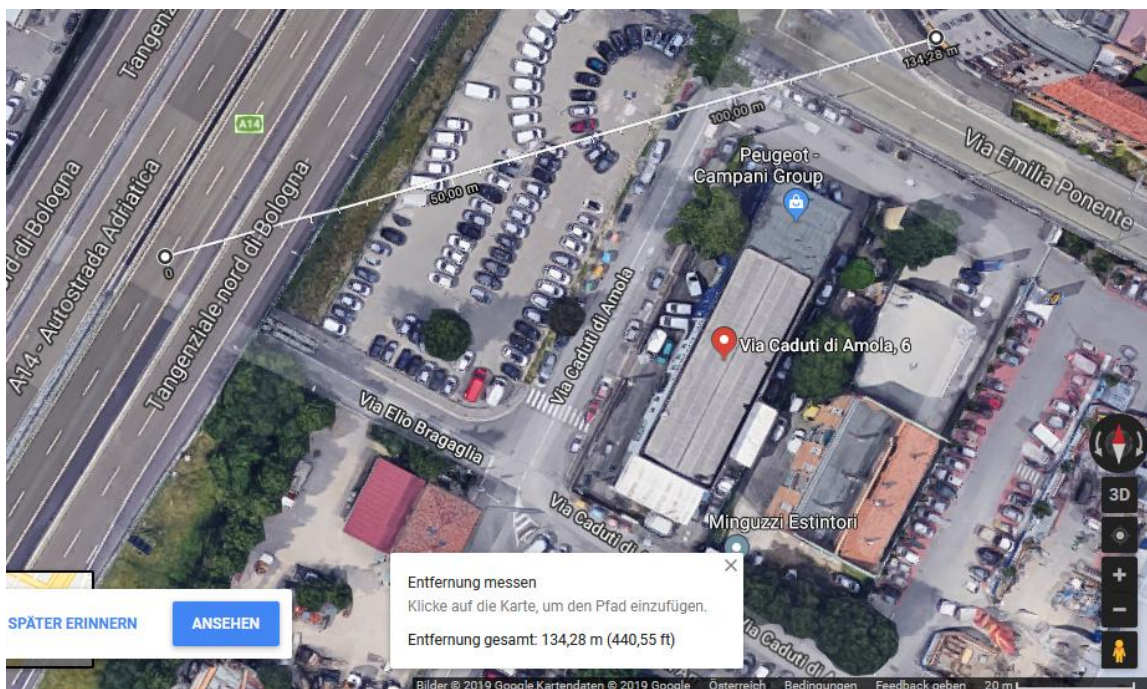 Tangenz
A14
Tangenziale nord di Bologna
A14 - Autostrada Adriatica
rd di Bologna
0
50,00 m
100,00 m
134,28 m
Via Emilia Ponente
Peugeot -
Campani Group
Via Caduti di Amola
Via Caduti di Amola, 6
Via Elio Bragaglia
Via Caduti di
Minguzzi Estintori
Via Caduti di A
3D
Entfernung messen
Klicke auf die Karte, um den Pfad einzufügen.
Entfernung gesamt: 134,28 m (440,55 ft)
SPÄTER ERINNERN
ANSEHEN
Bilder © 2019 Google Kartendaten © 2019 Google Österreich Bedingungen Feedback geben 20 m